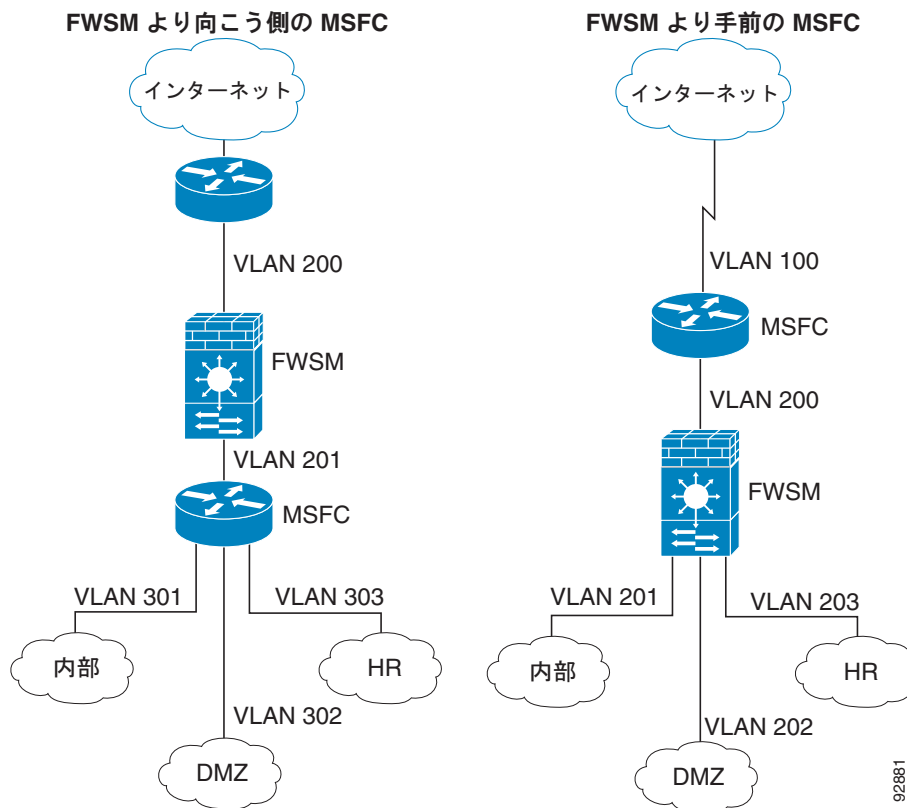 FWSM より向こう側の MSFC
インターネット
VLAN 200
FWSM
VLAN 201
MSFC
VLAN 301
VLAN 303
内部
HR
VLAN 302
DMZ
FWSM より手前の MSFC
インターネット
VLAN 100
MSFC
VLAN 200
FWSM
VLAN 201
VLAN 203
内部
HR
VLAN 202
DMZ
92881